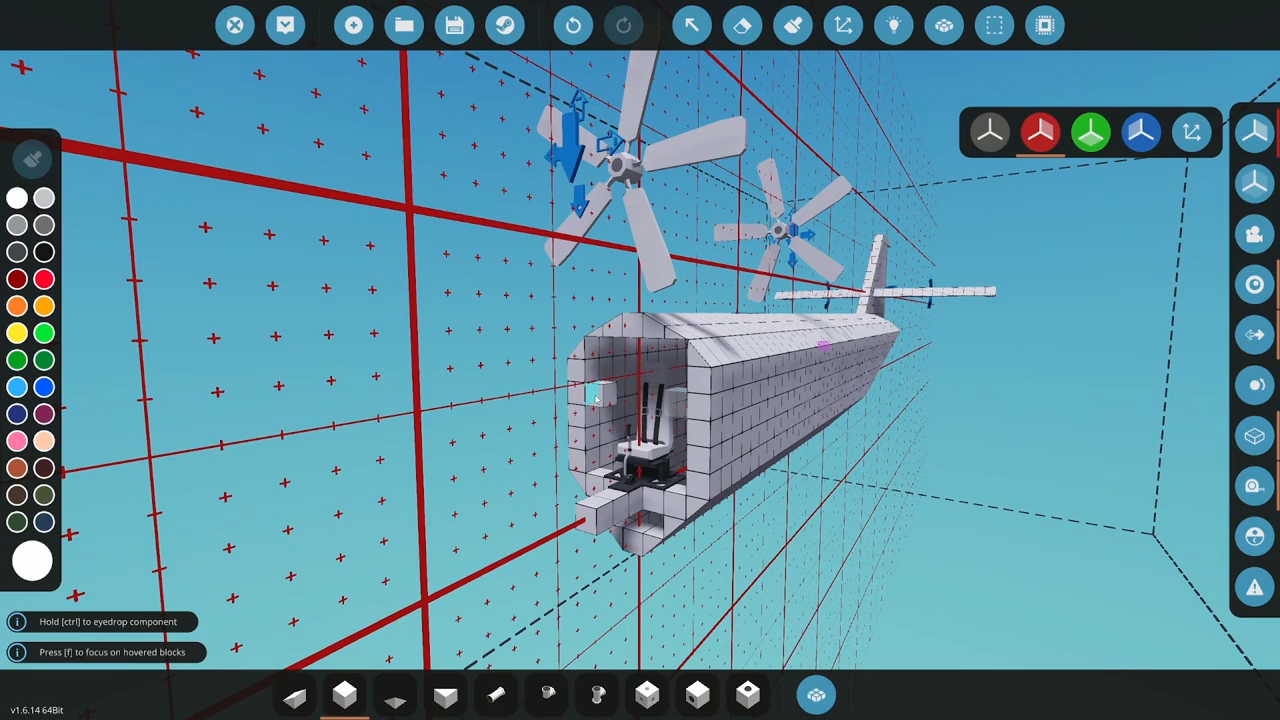 Hold [ctrl] to eyedrop component
Press [f] to focus on hovered blocks
v1.6.14 64Bit